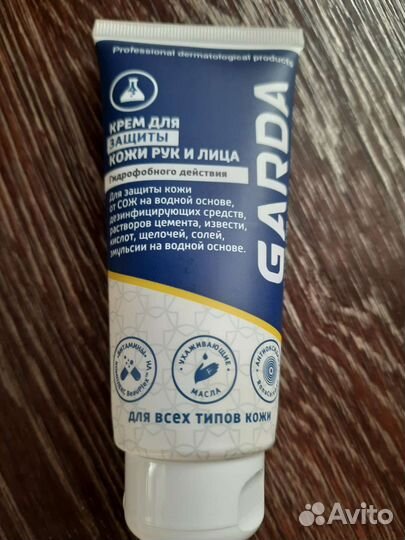 Professional dermatological products
GARDA
КРЕМ ДЛЯ
ЗАЩИТЫ
КОЖИ РУК И ЛИЦА
Гидрофобного действия
Для защиты кожи
от СОЖ на водной основе,
дезинфицирующих средств,
растворов цемента, извести,
кислот, щелочей, солей,
эмульсии на водной основе.
УХАЖИВАЮЩИЕ
МАСЛА
для всех типов кожи
Avito